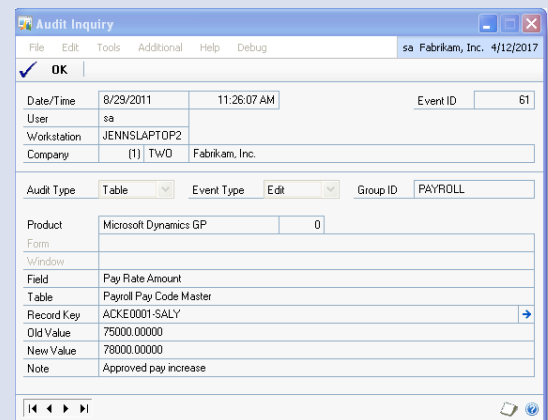 Audit Inquiry
File Edit Tools Additional Help Debug sa Fabrikam, Inc. 4/12/2017
OK
Date/Time 8/29/2011 11:26:07 AM Event ID 61
User sa
Workstation JENNSLAPTOP2
Company (1) TWO Fabrikam, Inc.
Audit Type Table Event Type Edit Group ID PAYROLL
Product Microsoft Dynamics GP 0
Form
Window
Field Pay Rate Amount
Table Payroll Pay Code Master
Record Key ACKE0001-SALY
Old Value 75000.00000
New Value 78000.00000
Note Approved pay increase